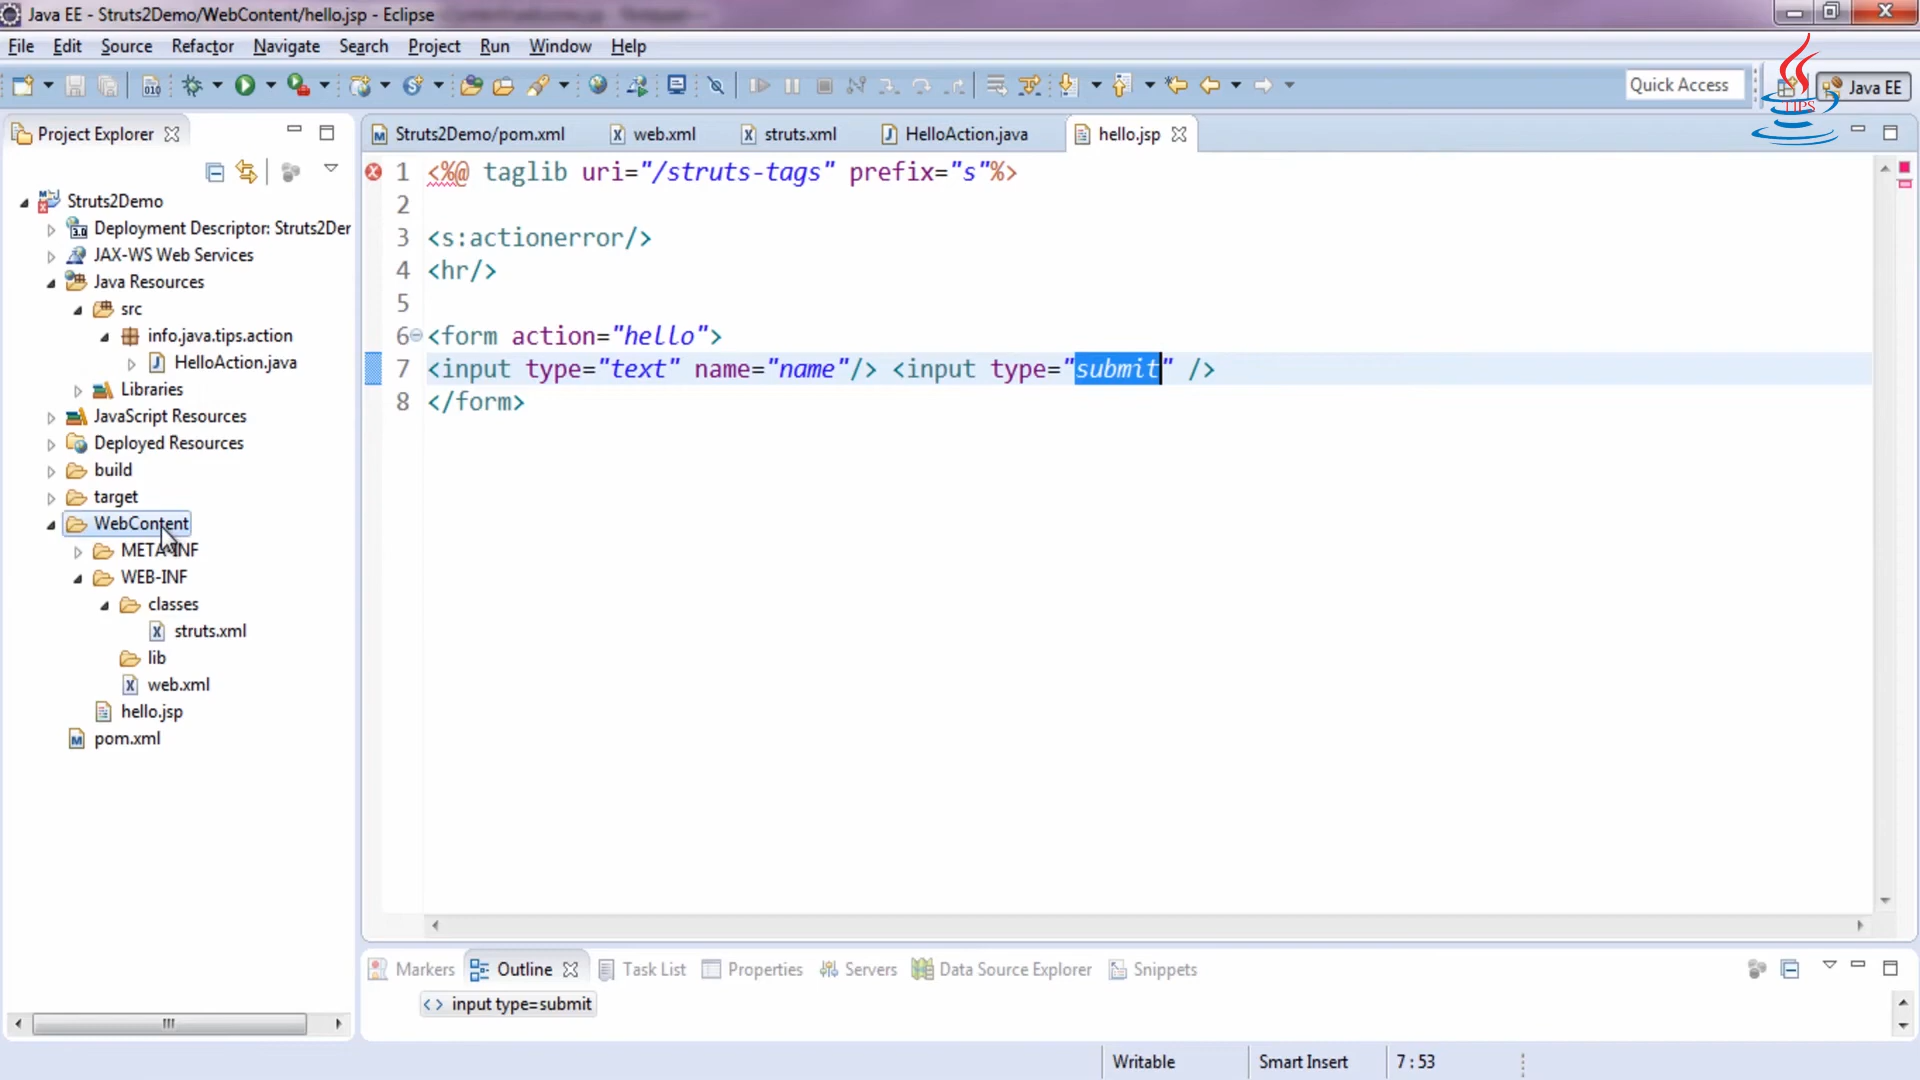 Java EE - Struts2Demo/WebContent/hello.jsp - Eclipse
File Edit Source Refactor Navigate Search Project Run Window Help
Quick Access
Java EE
TIPS
Project Explorer
Struts2Demo/pom.xml web.xml struts.xml HelloAction.java hello.jsp
Struts2Demo
Deployment Descriptor: Struts2Der
JAX-WS Web Services
Java Resources
src
info.java.tips.action
HelloAction.java
Libraries
JavaScript Resources
Deployed Resources
build
target
WebContent
META-INF
WEB-INF
classes
struts.xml
lib
web.xml
hello.jsp
pom.xml
1 <%@ taglib uri="/struts-tags" prefix="s"%>
2
3 <s:actionerror/>
4 <hr/>
5
6 <form action="hello">
7 <input type="text" name="name"/> <input type="submit" />
8 </form>
Markers Outline Task List Properties Servers Data Source Explorer Snippets
input type=submit
Writable Smart Insert 7 : 53